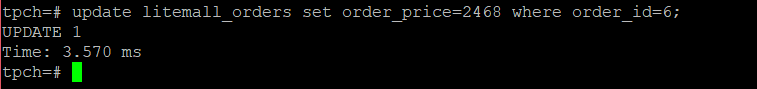 tpch=# update litemall_orders set order_price=2468 where order_id=6;
UPDATE 1
Time: 3.570 ms
tpch=#